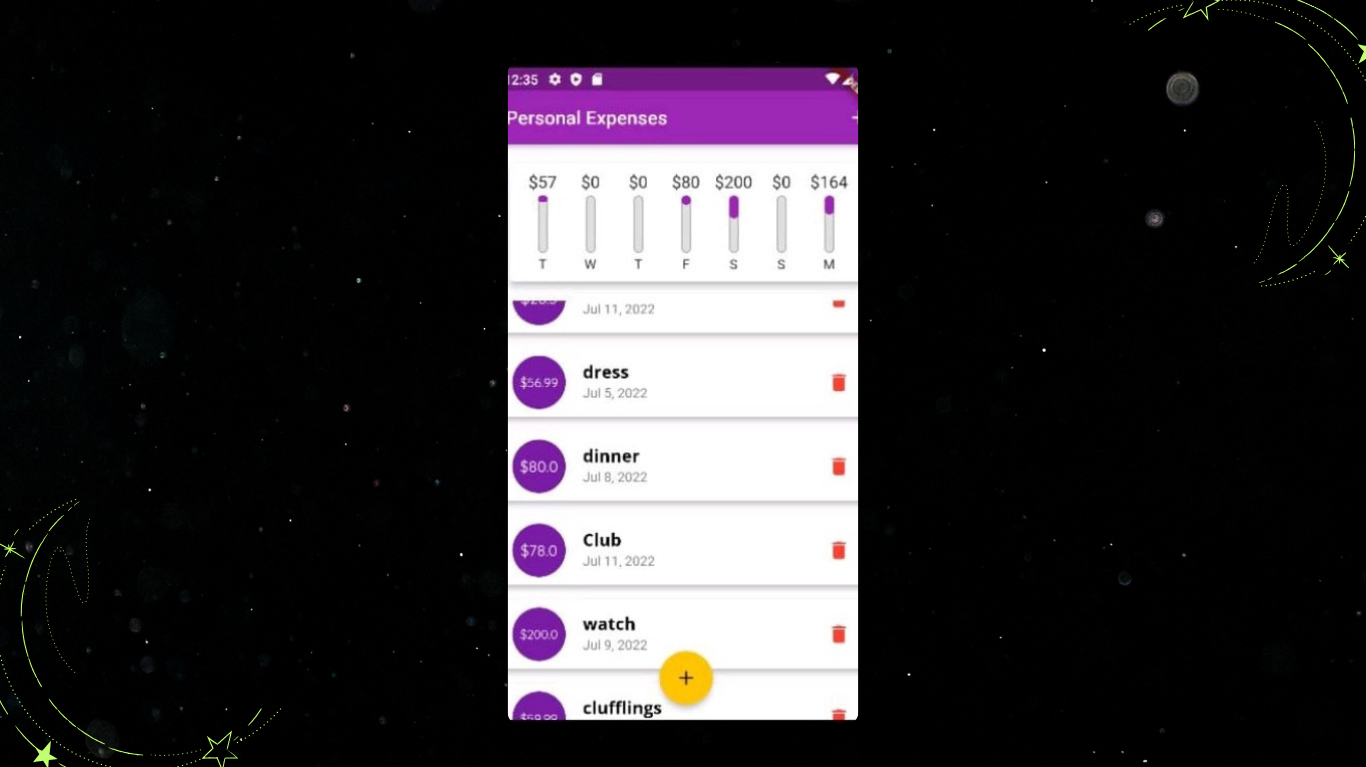 12:35
Personal Expenses
$57 $0 $0 $80 $200 $0 $164
T W T F S S M
Jul 11, 2022
$56.99 dress
Jul 5, 2022
$80.0 dinner
Jul 8, 2022
$78.0 Club
Jul 11, 2022
$200.0 watch
Jul 9, 2022
+
clufflings